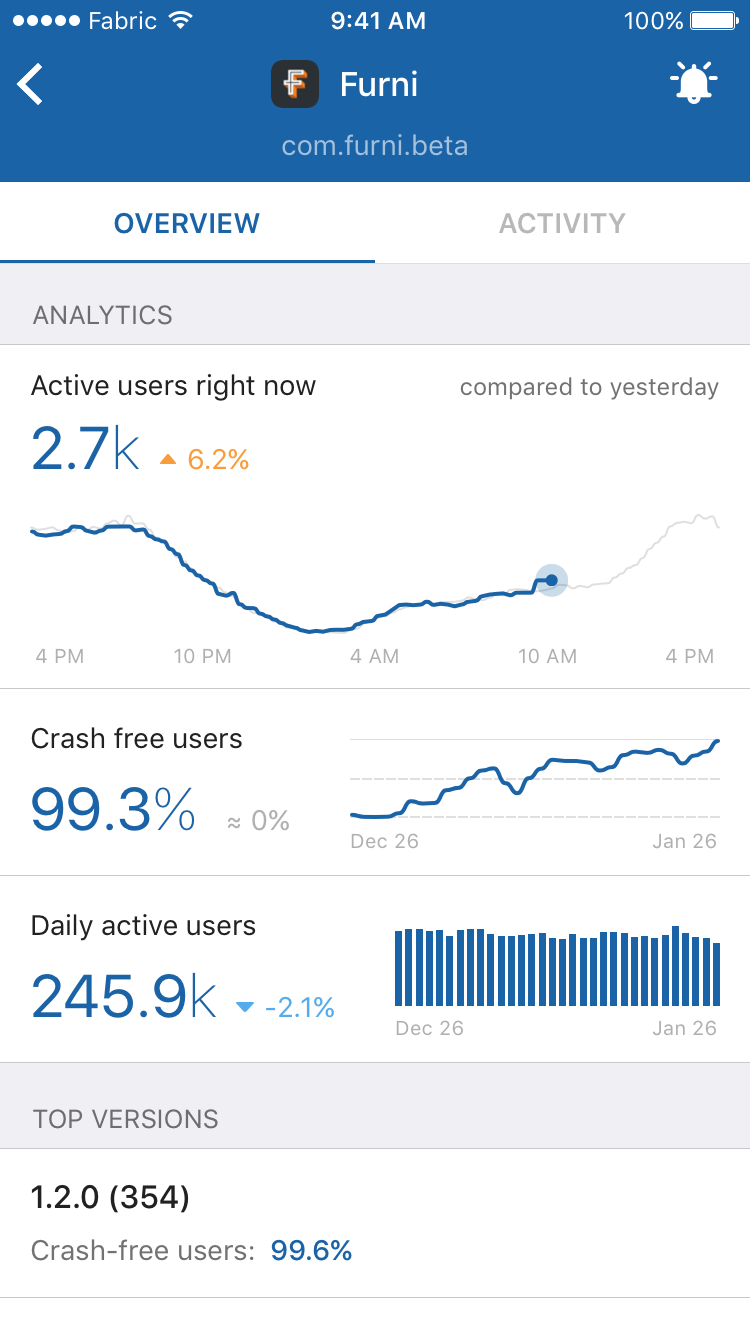 Fabric 9:41 AM 100%
Furni
com.furni.beta
OVERVIEW ACTIVITY
ANALYTICS
Active users right now compared to yesterday
2.7k 6.2%
4 PM 10 PM 4 AM 10 AM 4 PM
Crash free users
99.3% ≈ 0%
Dec 26 Jan 26
Daily active users
245.9k -2.1%
Dec 26 Jan 26
TOP VERSIONS
1.2.0 (354)
Crash-free users: 99.6%